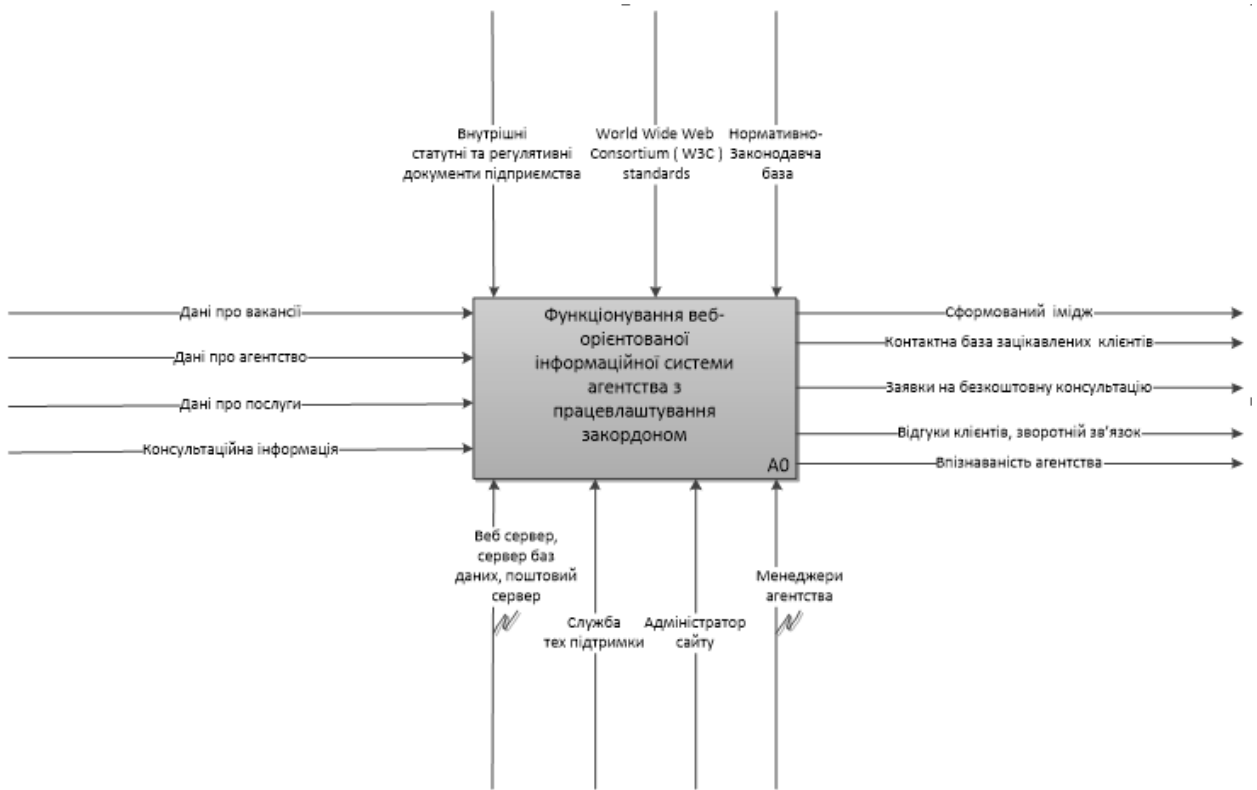 Внутрішні
статутні та регулятивні
документи підприємства
World Wide Web
Consortium ( W3C )
standards
Нормативно-
Законодавча
база
Дані про вакансії
Дані про агентство
Дані про послуги
Консультаційна інформація
Функціонування веб-
орієнтованої
інформаційної системи
агентства з
працевлаштування
закордоном
A0
Сформований імідж
Контактна база зацікавлених клієнтів
Заявки на безкоштовну консультацію
Відгуки клієнтів, зворотній зв'язок
Впізнаваність агентства
Веб сервер,
сервер баз
даних, поштовий
сервер
Служба
тех підтримки
Адміністратор
сайту
Менеджери
агентства